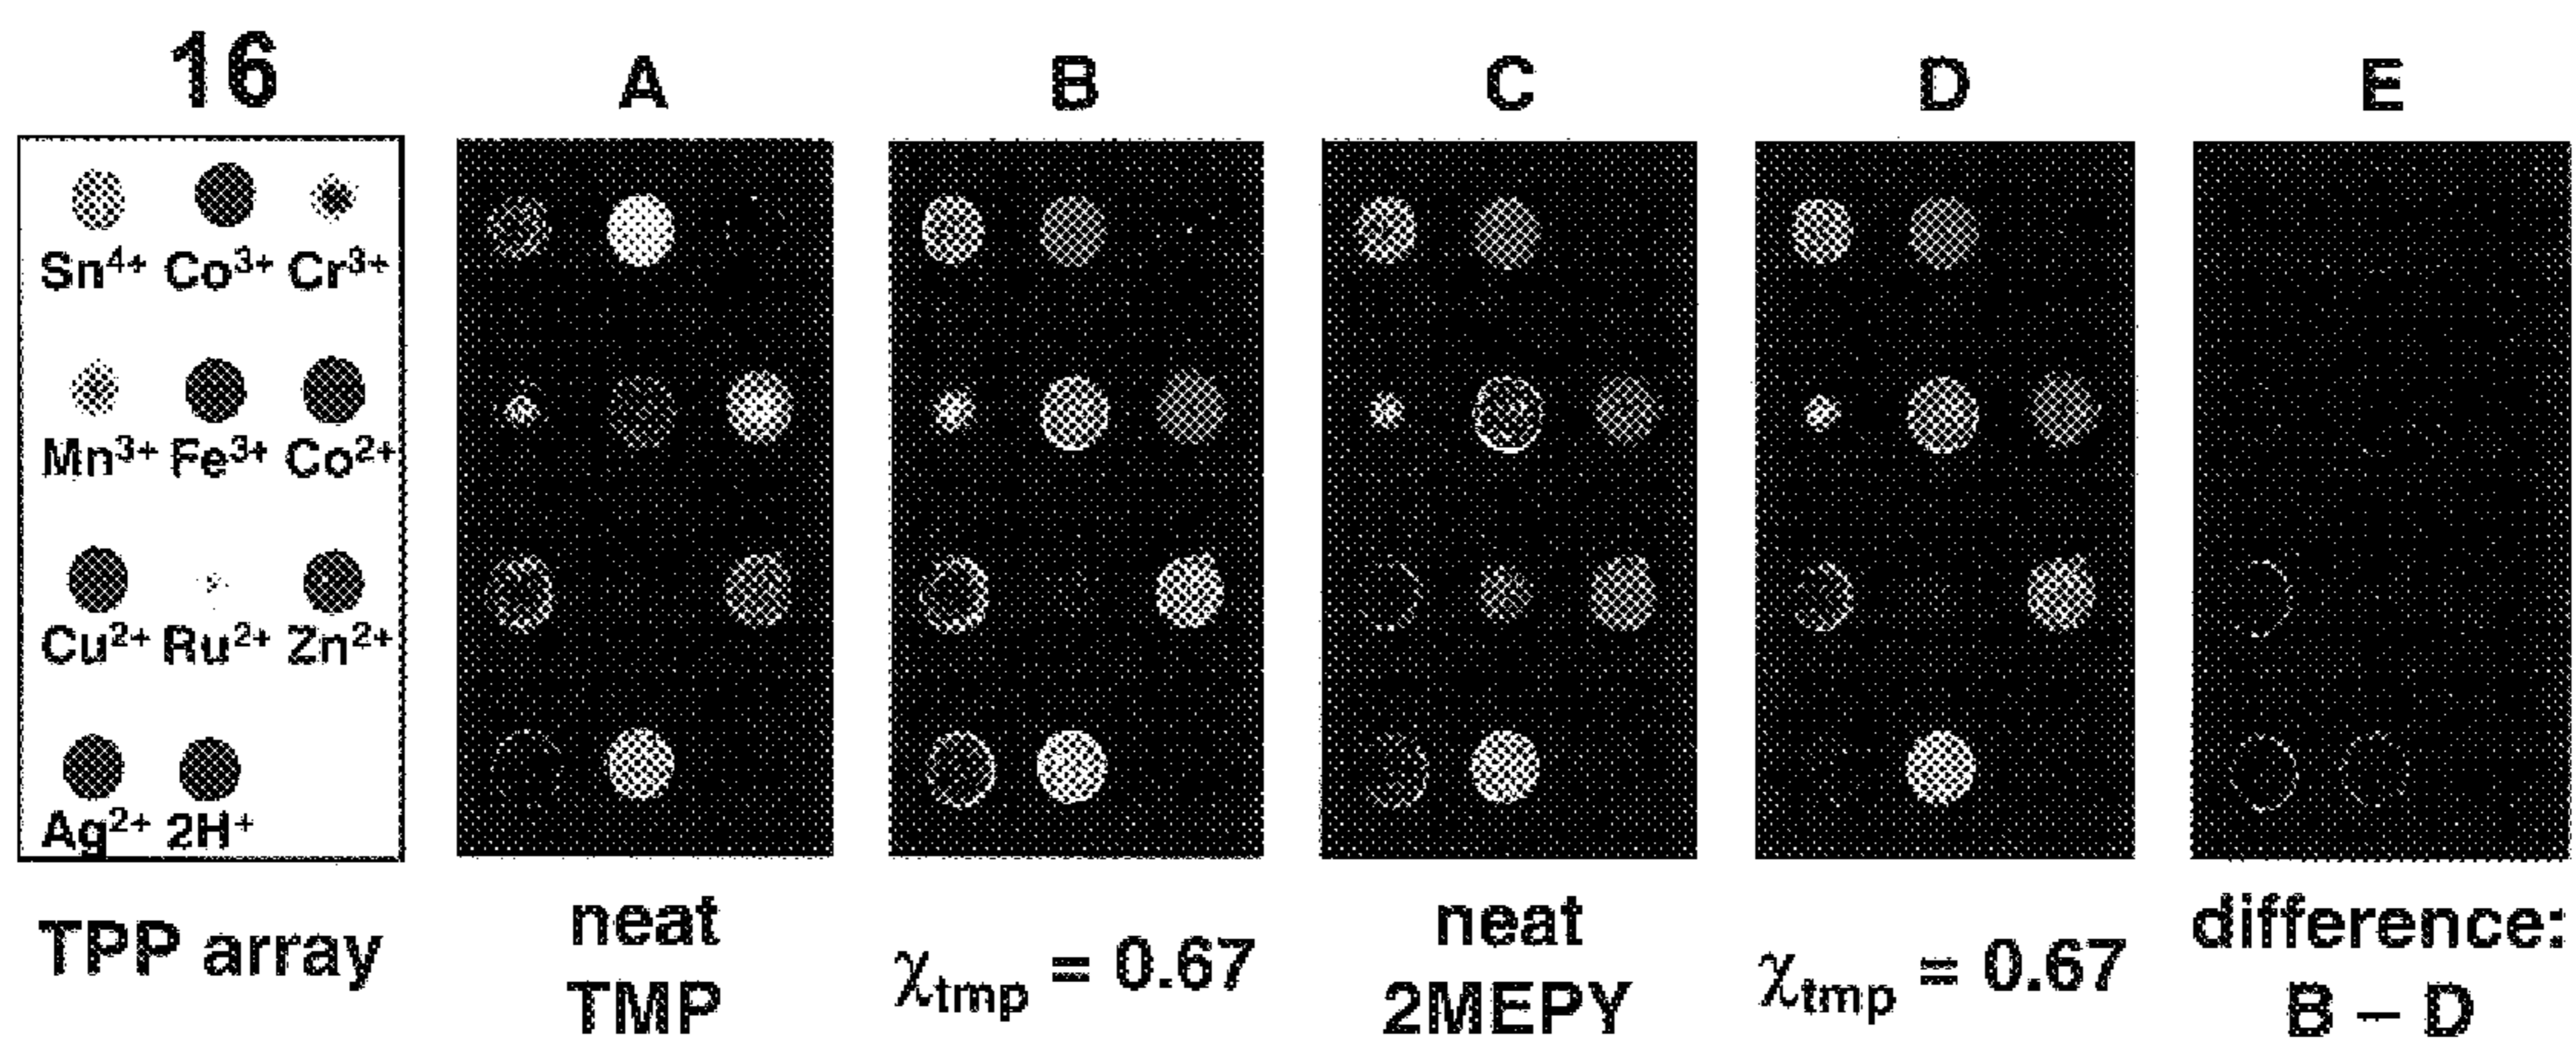 16
A B C D E
Sn⁴⁺ Co³⁺ Cr³⁺
Mn³⁺ Fe³⁺ Co²⁺
Cu²⁺ Ru²⁺ Zn²⁺
Ag²⁺ 2H⁺
TPP array
neat
TMP
χtmp = 0.67
neat
2MEPY
χtmp = 0.67
difference:
B – D